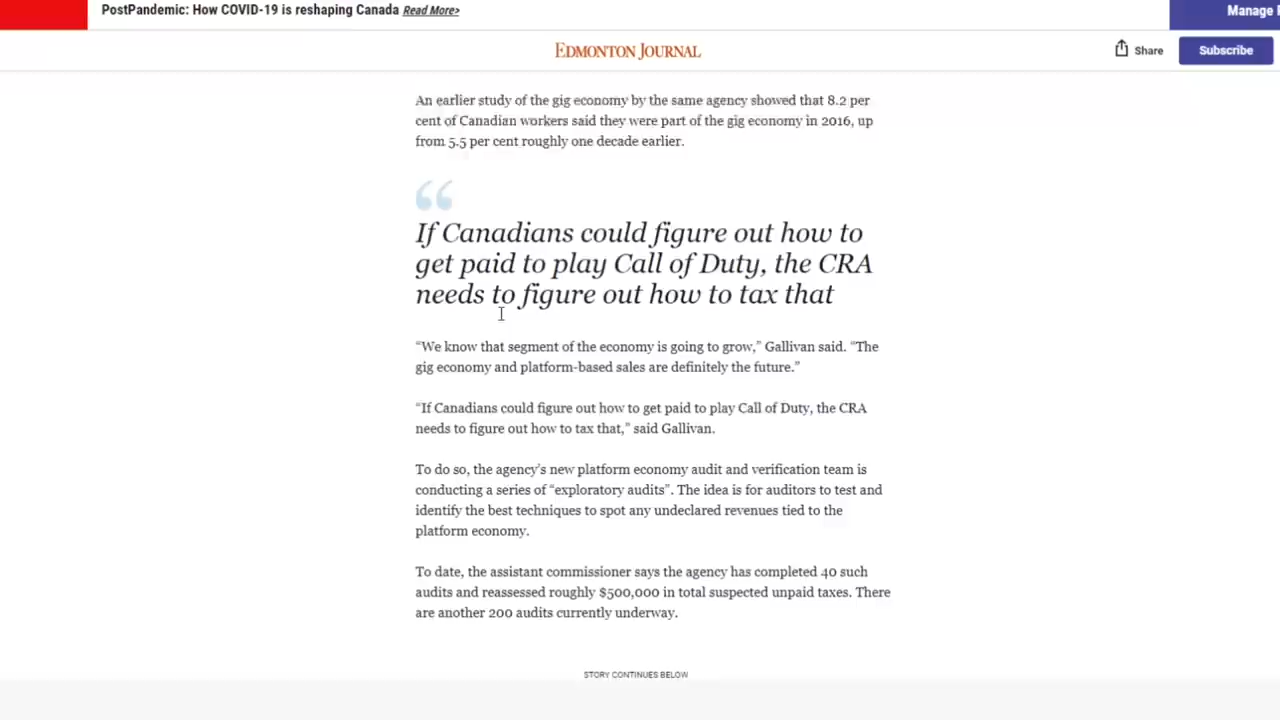 PostPandemic: How COVID-19 is reshaping Canada Read More>
Manage
EDMONTON JOURNAL
Share
Subscribe
An earlier study of the gig economy by the same agency showed that 8.2 per
cent of Canadian workers said they were part of the gig economy in 2016, up
from 5.5 per cent roughly one decade earlier.
“
If Canadians could figure out how to
get paid to play Call of Duty, the CRA
needs to figure out how to tax that
“We know that segment of the economy is going to grow,” Gallivan said. “The
gig economy and platform-based sales are definitely the future.”
“If Canadians could figure out how to get paid to play Call of Duty, the CRA
needs to figure out how to tax that,” said Gallivan.
To do so, the agency’s new platform economy audit and verification team is
conducting a series of “exploratory audits”. The idea is for auditors to test and
identify the best techniques to spot any undeclared revenues tied to the
platform economy.
To date, the assistant commissioner says the agency has completed 40 such
audits and reassessed roughly $500,000 in total suspected unpaid taxes. There
are another 200 audits currently underway.
STORY CONTINUES BELOW